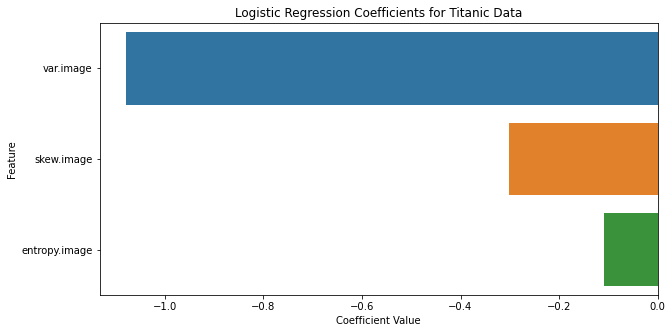 Logistic Regression Coefficients for Titanic Data
var.image
skew.image
entropy.image
Feature
−1.0
−0.8
−0.6
−0.4
−0.2
0.0
Coefficient Value